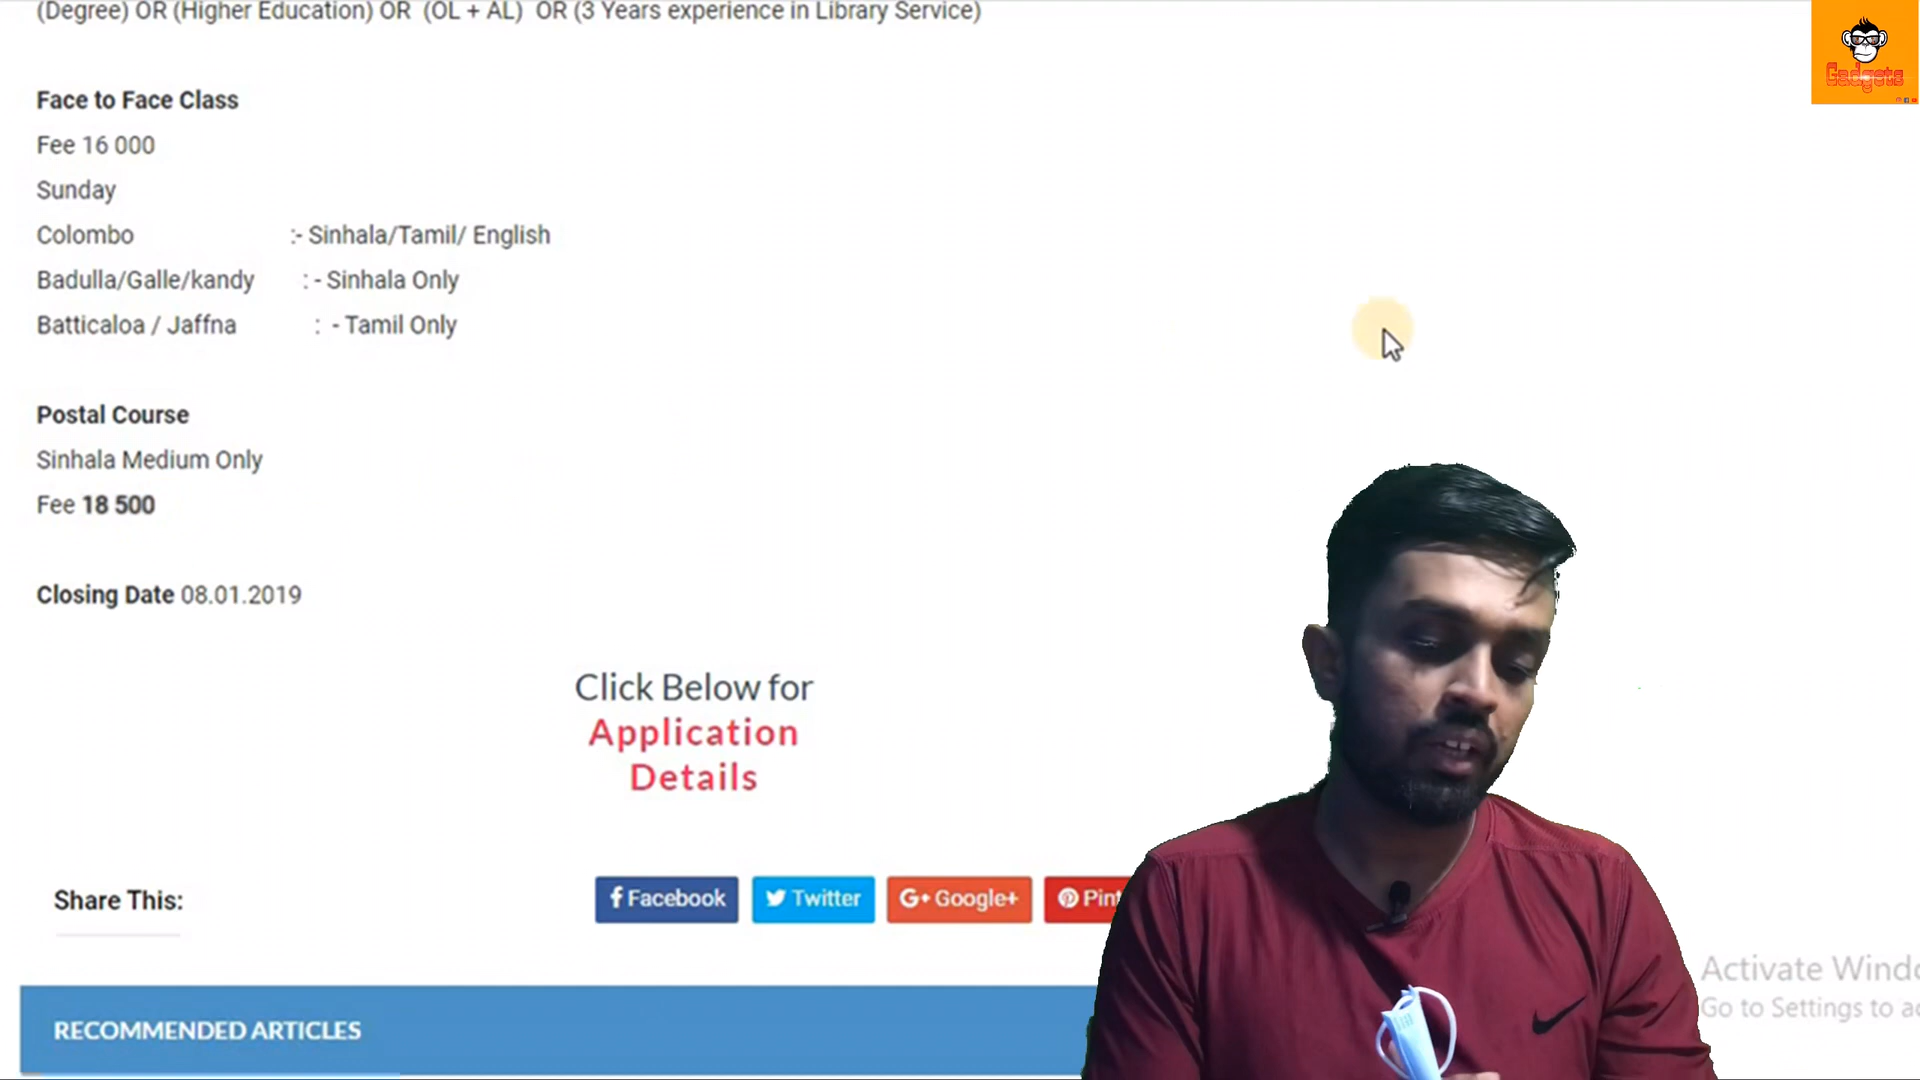 (Degree) OR (Higher Education) OR (OL + AL) OR (3 Years experience in Library Service)
Gadgets
Face to Face Class
Fee 16 000
Sunday
Colombo :- Sinhala/Tamil/ English
Badulla/Galle/kandy : - Sinhala Only
Batticaloa / Jaffna : - Tamil Only
Postal Course
Sinhala Medium Only
Fee 18 500
Closing Date 08.01.2019
Click Below for
Application
Details
Share This:
Facebook
Twitter
G+ Google+
Pint
Activate Windo
Go to Settings to a
RECOMMENDED ARTICLES